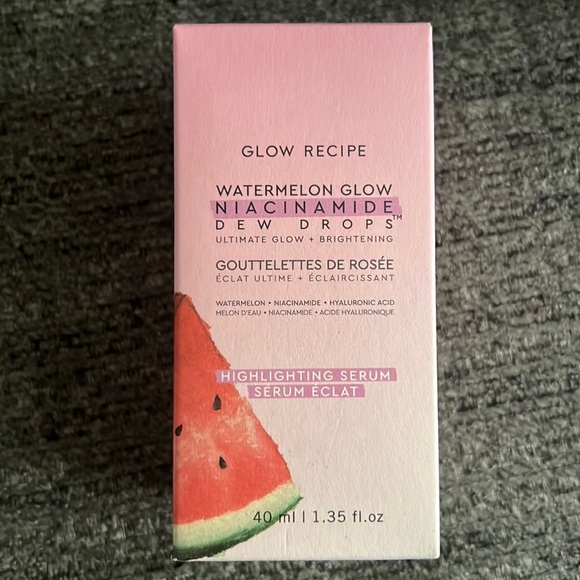 GLOW RECIPE
WATERMELON GLOW
NIACINAMIDE
DEW DROPS™
ULTIMATE GLOW + BRIGHTENING
GOUTTELETTES DE ROSÉE
ÉCLAT ULTIME + ÉCLAIRCISSANT
WATERMELON • NIACINAMIDE • HYALURONIC ACID
MELON D'EAU • NIACINAMIDE • ACIDE HYALURONIQUE
HIGHLIGHTING SERUM
SÉRUM ÉCLAT
40 ml | 1.35 fl.oz